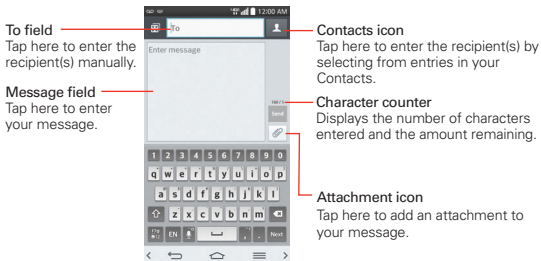 To field
Tap here to enter the
recipient(s) manually.
Message field
Tap here to enter
your message.
12:00 AM
To
Enter message
160 / 1
Send
1 2 3 4 5 6 7 8 9 0
q w e r t y u i o p
a s d f g h j k l
z x c v b n m
EN , . Next
Contacts icon
Tap here to enter the recipient(s) by
selecting from entries in your
Contacts.
Character counter
Displays the number of characters
entered and the amount remaining.
Attachment icon
Tap here to add an attachment to
your message.